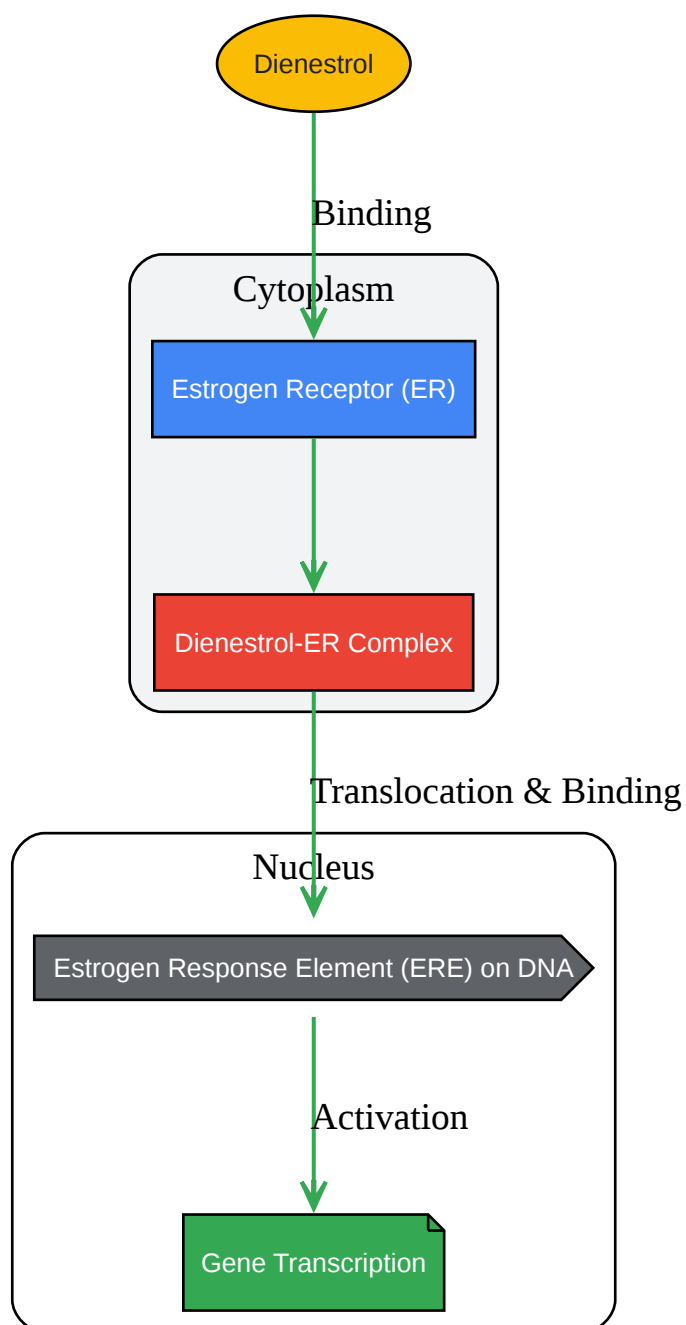 Dienestrol
Binding
Cytoplasm
Estrogen Receptor (ER)
Dienestrol-ER Complex
Translocation & Binding
Nucleus
Estrogen Response Element (ERE) on DNA
Activation
Gene Transcription